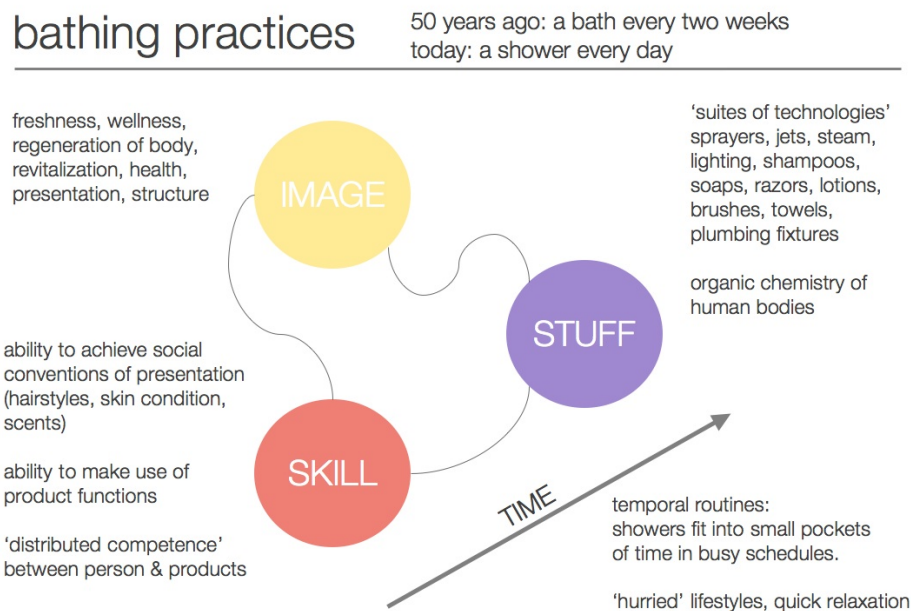 bathing practices
50 years ago: a bath every two weeks
today: a shower every day
freshness, wellness,
regeneration of body,
revitalization, health,
presentation, structure
IMAGE
'suites of technologies'
sprayers, jets, steam,
lighting, shampoos,
soaps, razors, lotions,
brushes, towels,
plumbing fixtures
organic chemistry of
human bodies
STUFF
ability to achieve social
conventions of presentation
(hairstyles, skin condition,
scents)
ability to make use of
product functions
'distributed competence'
between person & products
SKILL
TIME
temporal routines:
showers fit into small pockets
of time in busy schedules.
'hurried' lifestyles, quick relaxation